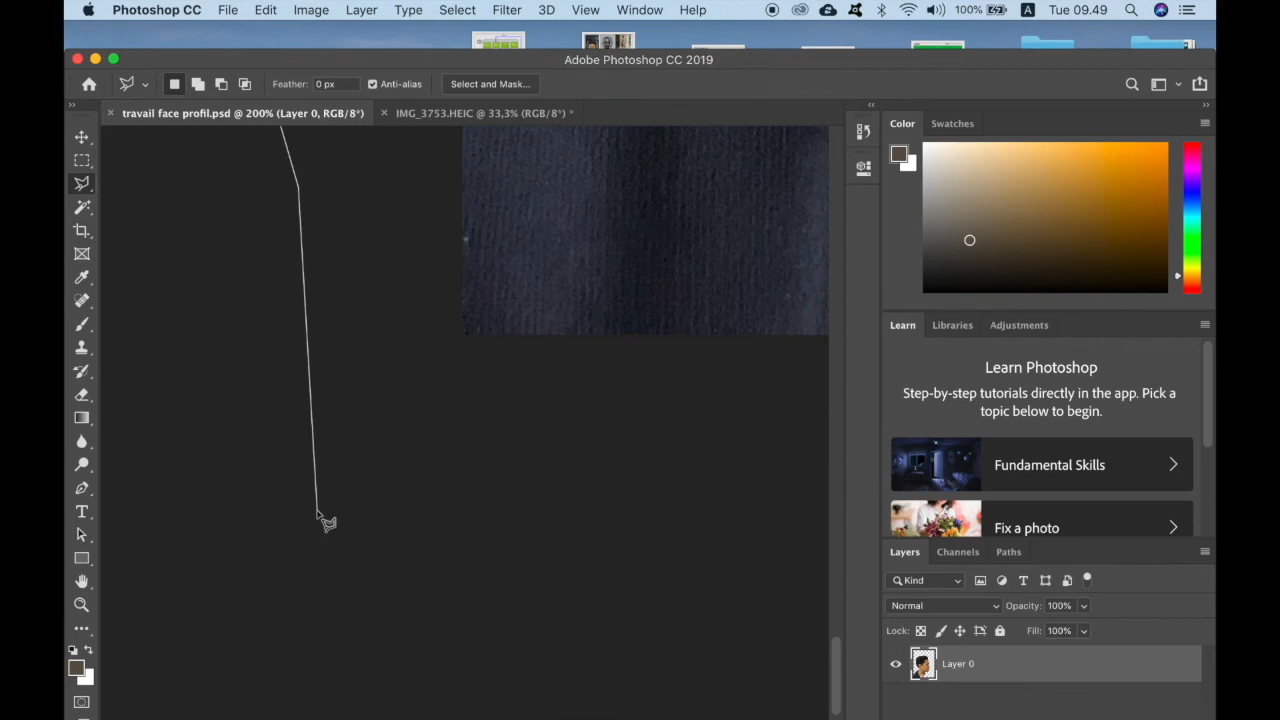 Photoshop CC File Edit Image Layer Type Select Filter 3D View Window Help 100% A Tue 09.49
Adobe Photoshop CC 2019
Feather: 0 px Anti-alias Select and Mask...
travail face profil.psd @ 200% (Layer 0, RGB/8*) IMG_3753.HEIC @ 33,3% (RGB/8*) *
Color Swatches
Learn Libraries Adjustments
Learn Photoshop
Step-by-step tutorials directly in the app. Pick a
topic below to begin.
Fundamental Skills
Fix a photo
Layers Channels Paths
Kind
Normal Opacity: 100%
Lock: Fill: 100%
Layer 0